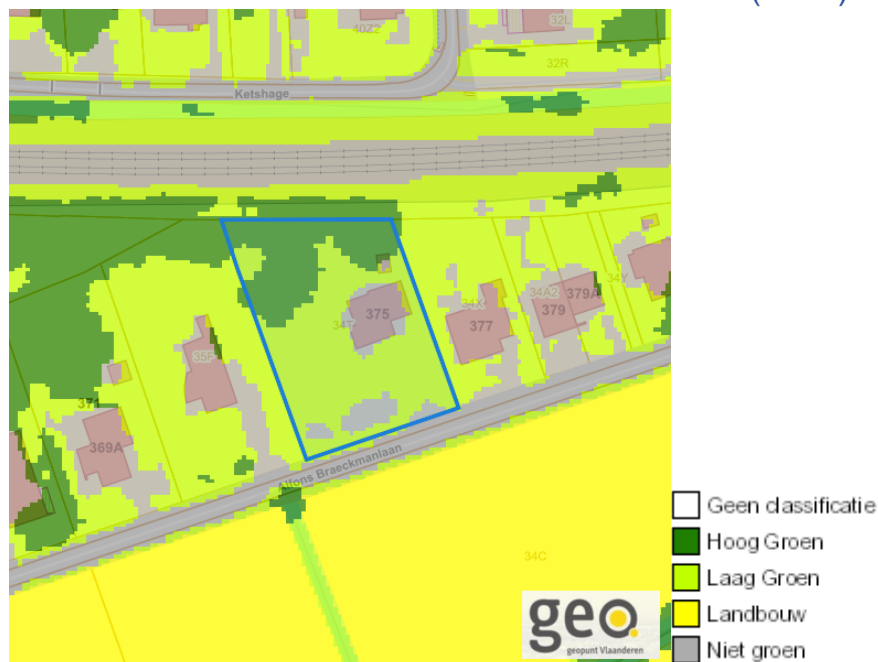 40Z2
32L
32R
Ketshage
34T
375
34X
377
34A2
379A
379
34Y
35F
371
369A
Alfons Braeckmanlaan
34C
geo.
geopunt Vlaanderen
Geen classificatie
Hoog Groen
Laag Groen
Landbouw
Niet groen